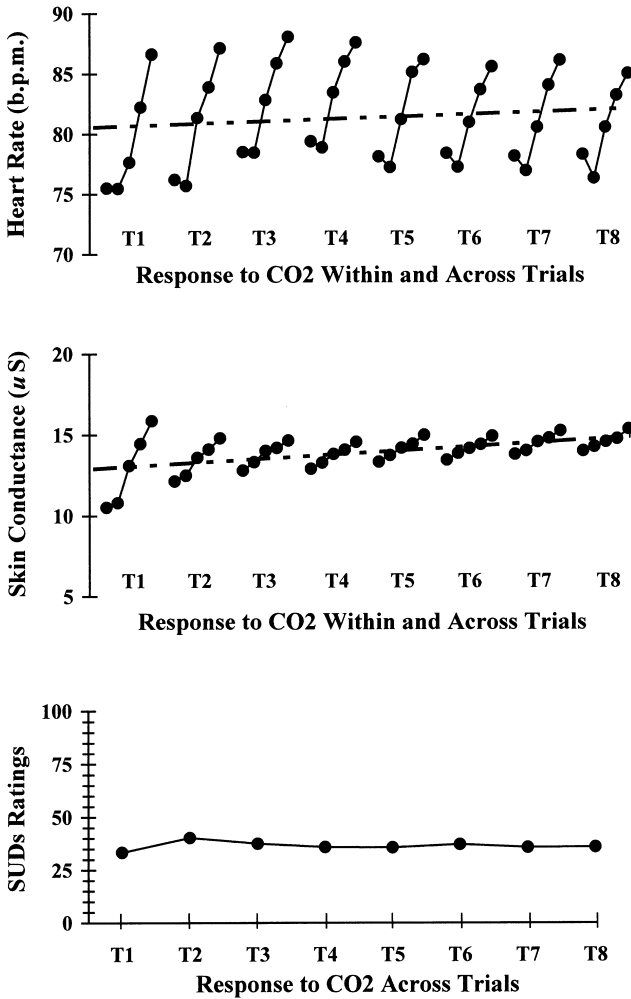 Heart Rate (b.p.m.)
90
85
80
75
70
T1 T2 T3 T4 T5 T6 T7 T8
Response to CO2 Within and Across Trials
Skin Conductance (uS)
20
15
10
5
T1 T2 T3 T4 T5 T6 T7 T8
Response to CO2 Within and Across Trials
SUDs Ratings
100
75
50
25
0
T1 T2 T3 T4 T5 T6 T7 T8
Response to CO2 Across Trials